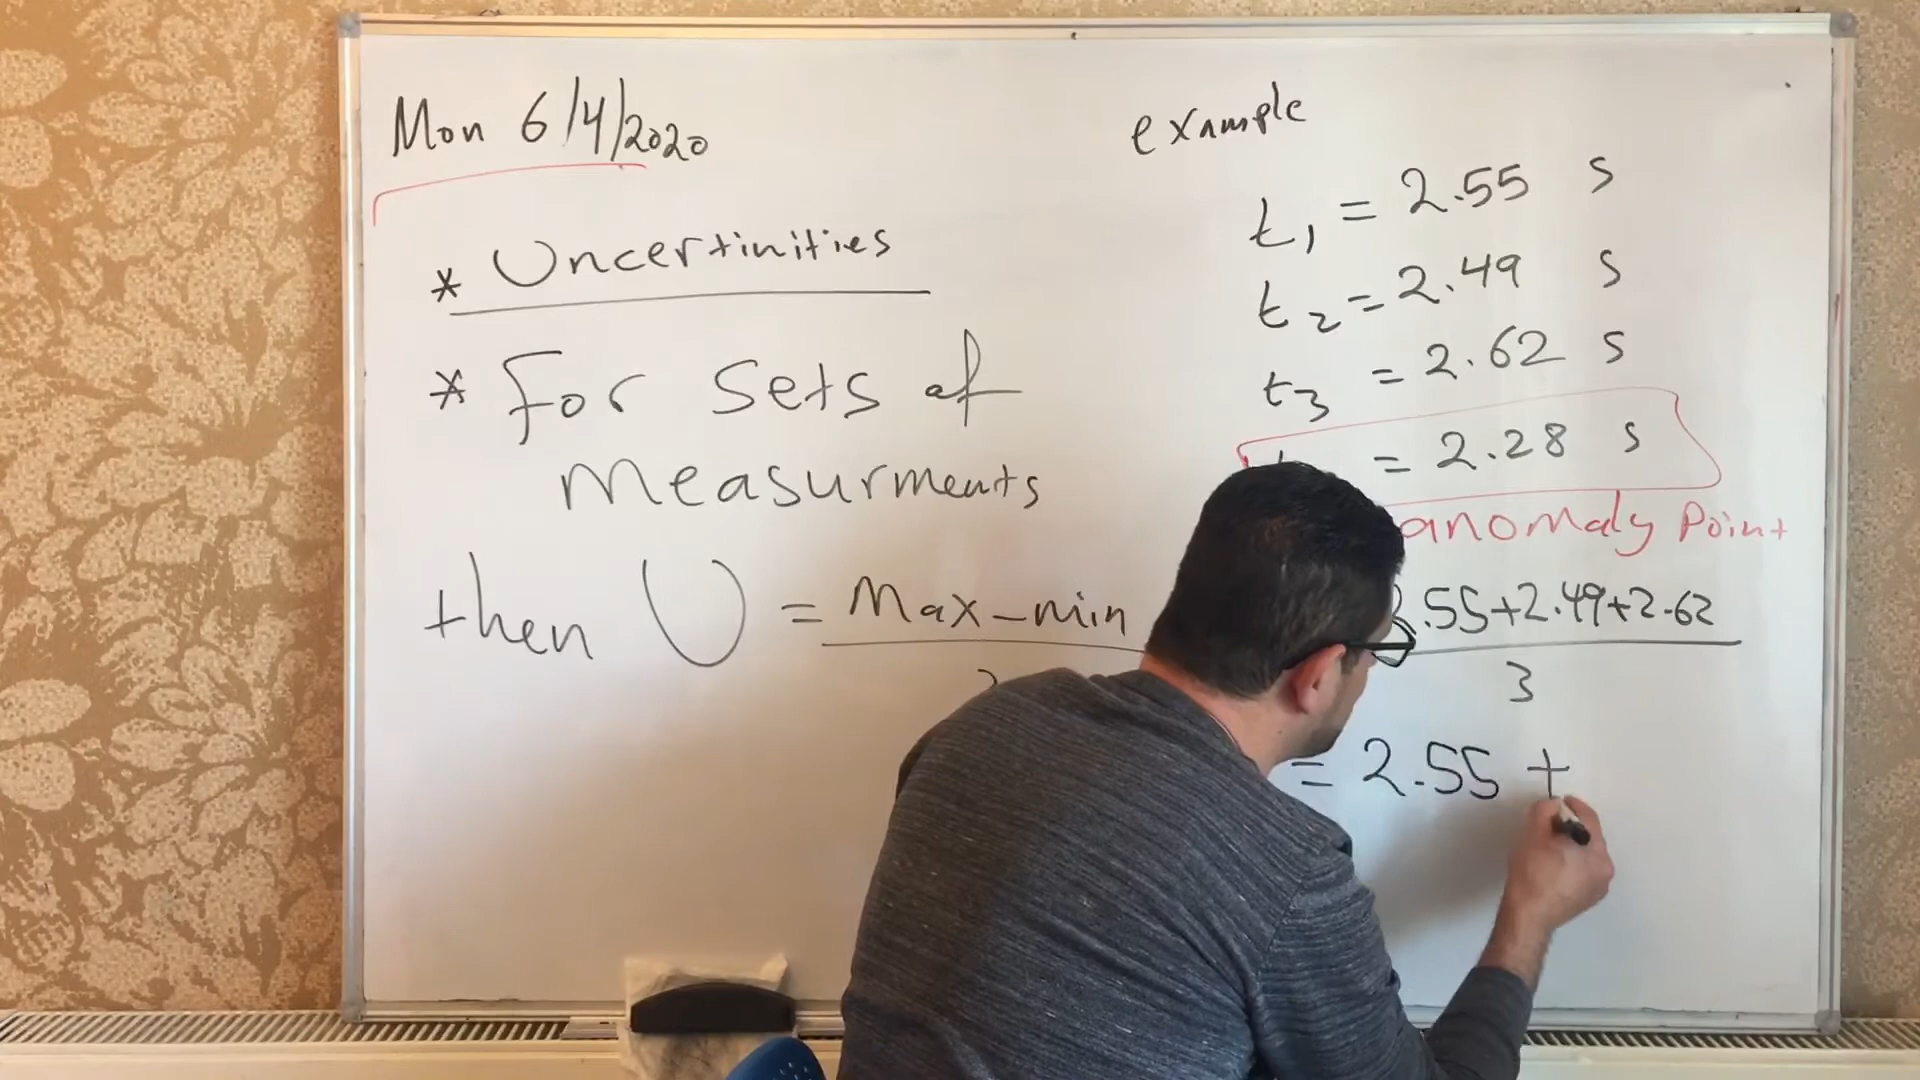 Mon 6/4/2020
* Uncertinities
* For Sets of
Measurments
then U = Max-min
example
t1 = 2.55 s
t2 = 2.49 s
t3 = 2.62 s
= 2.28 s
anomaly Point
.55+2.49+2.62
3
= 2.55 +